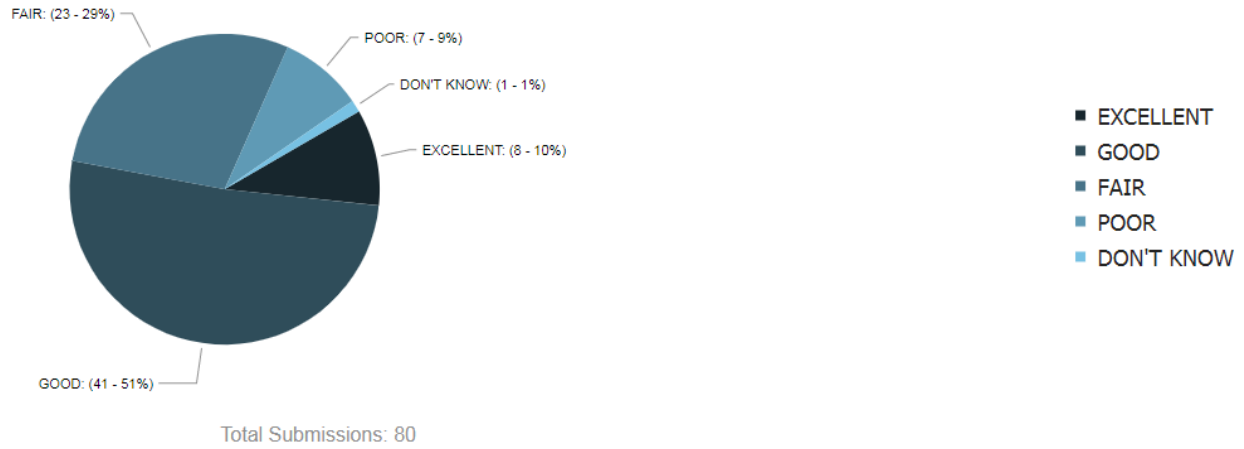 FAIR: (23 - 29%)
POOR: (7 - 9%)
DON'T KNOW: (1 - 1%)
EXCELLENT: (8 - 10%)
GOOD: (41 - 51%)
Total Submissions: 80
EXCELLENT
GOOD
FAIR
POOR
DON'T KNOW